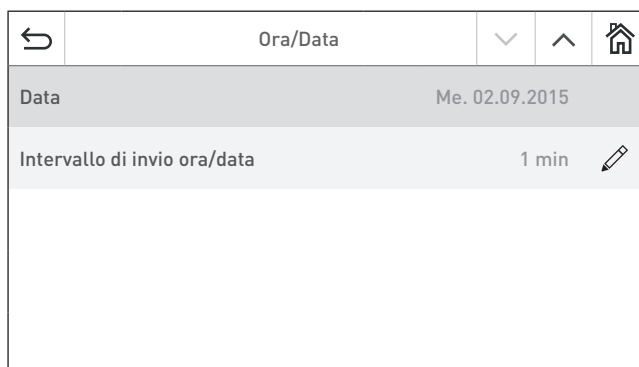 Ora/Data
Data Me. 02.09.2015
Intervallo di invio ora/data 1 min